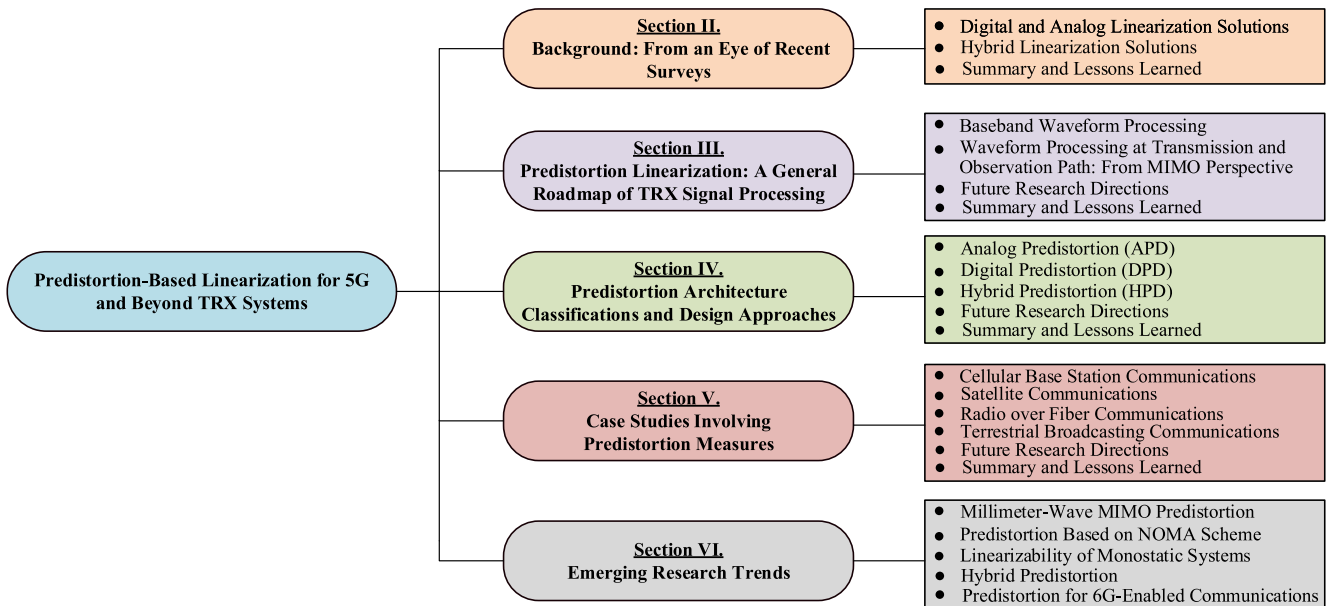 Predistortion-Based Linearization for 5G
and Beyond TRX Systems
Section II.
Background: From an Eye of Recent
Surveys
● Digital and Analog Linearization Solutions
● Hybrid Linearization Solutions
● Summary and Lessons Learned
Section III.
Predistortion Linearization: A General
Roadmap of TRX Signal Processing
● Baseband Waveform Processing
● Waveform Processing at Transmission and
Observation Path: From MIMO Perspective
● Future Research Directions
● Summary and Lessons Learned
Section IV.
Predistortion Architecture
Classifications and Design Approaches
● Analog Predistortion (APD)
● Digital Predistortion (DPD)
● Hybrid Predistortion (HPD)
● Future Research Directions
● Summary and Lessons Learned
Section V.
Case Studies Involving
Predistortion Measures
● Cellular Base Station Communications
● Satellite Communications
● Radio over Fiber Communications
● Terrestrial Broadcasting Communications
● Future Research Directions
● Summary and Lessons Learned
Section VI.
Emerging Research Trends
● Millimeter-Wave MIMO Predistortion
● Predistortion Based on NOMA Scheme
● Linearizability of Monostatic Systems
● Hybrid Predistortion
● Predistortion for 6G-Enabled Communications